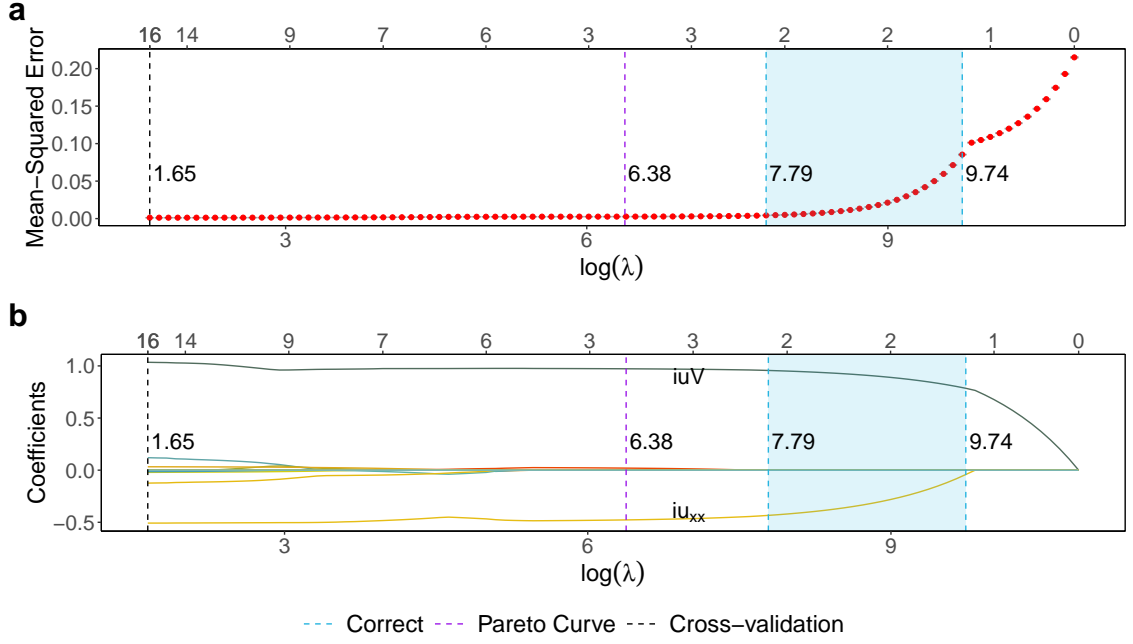 a
16 14 9 7 6 3 3 2 2 1 0
Mean-Squared Error
0.20
0.15
0.10
0.05
0.00
1.65 6.38 7.79 9.74
3 6 9
log(λ)
b
16 14 9 7 6 3 3 2 2 1 0
Coefficients
1.0
0.5
0.0
−0.5
iuV
1.65 6.38 7.79 9.74
iuxx
3 6 9
log(λ)
Correct Pareto Curve Cross−validation